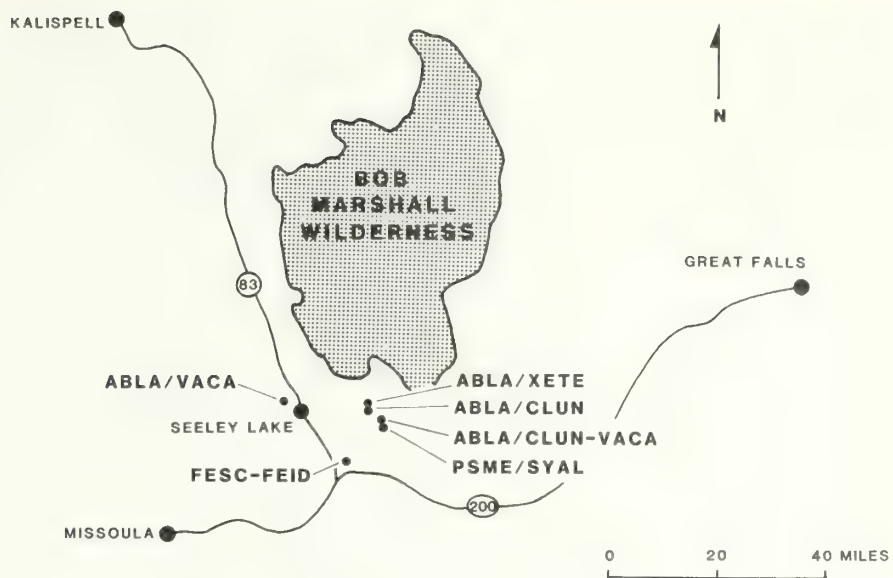 KALISPELL
N
BOB
MARSHALL
WILDERNESS
GREAT FALLS
83
ABLA/VACA
ABLA/XETE
SEELEY LAKE
ABLA/CLUN
ABLA/CLUN-VACA
FESC-FEID
PSME/SYAL
200
MISSOULA
0 20 40 MILES